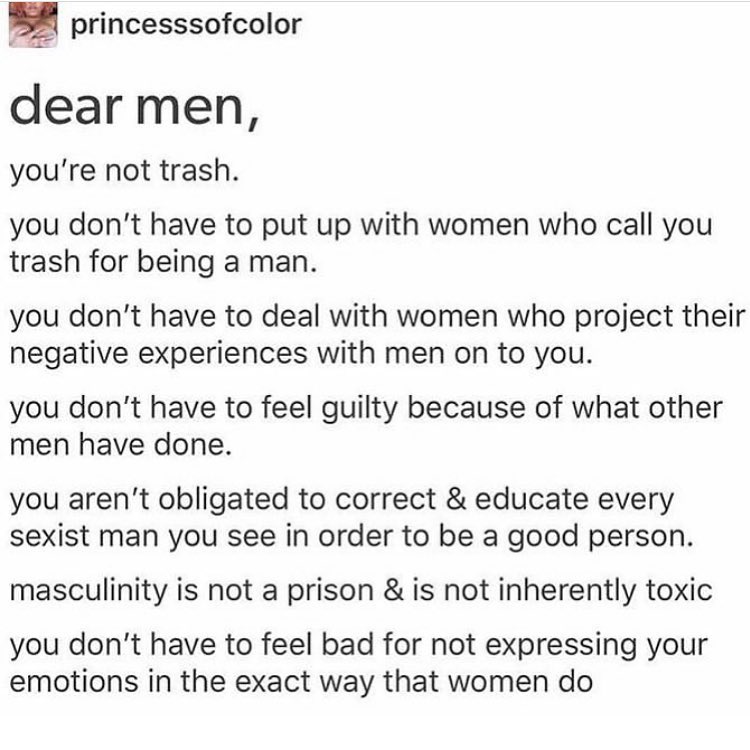 princesssofcolor
dear men,
you're not trash.
you don't have to put up with women who call you
trash for being a man.
you don't have to deal with women who project their
negative experiences with men on to you.
you don't have to feel guilty because of what other
men have done.
you aren't obligated to correct & educate every
sexist man you see in order to be a good person.
masculinity is not a prison & is not inherently toxic
you don't have to feel bad for not expressing your
emotions in the exact way that women do